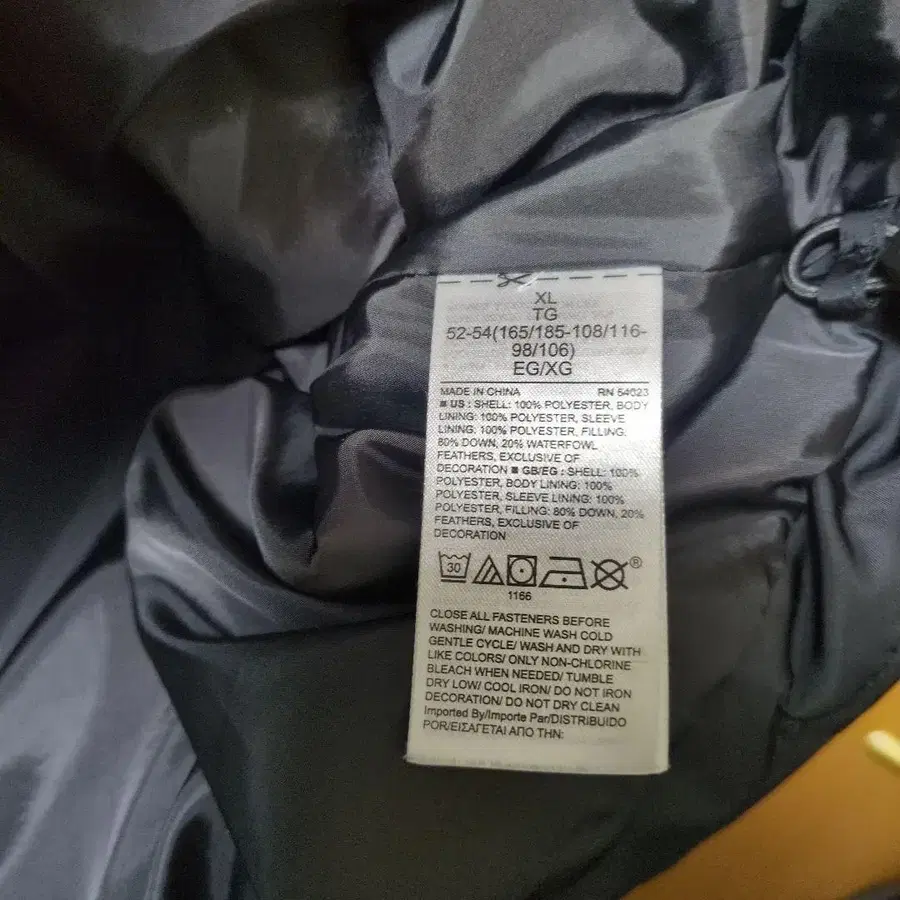 XL
TG
52-54(165/185-108/116-
98/106)
EG/XG
MADE IN CHINA RN 54023
■ US : SHELL: 100% POLYESTER, BODY
LINING: 100% POLYESTER, SLEEVE
LINING: 100% POLYESTER, FILLING:
80% DOWN, 20% WATERFOWL
FEATHERS, EXCLUSIVE OF
DECORATION ■ GB/EG : SHELL: 100%
POLYESTER, BODY LINING: 100%
POLYESTER, SLEEVE LINING: 100%
POLYESTER, FILLING: 80% DOWN, 20%
FEATHERS, EXCLUSIVE OF
DECORATION
30 ®
1166
CLOSE ALL FASTENERS BEFORE
WASHING/ MACHINE WASH COLD
GENTLE CYCLE/ WASH AND DRY WITH
LIKE COLORS/ ONLY NON-CHLORINE
BLEACH WHEN NEEDED/ TUMBLE
DRY LOW/ COOL IRON/ DO NOT IRON
DECORATION/ DO NOT DRY CLEAN
Imported By/Importe Par/DISTRIBUIDO
POR/ΕΙΣΑΓΕΤΑΙ ΑΠΟ ΤΗΝ: